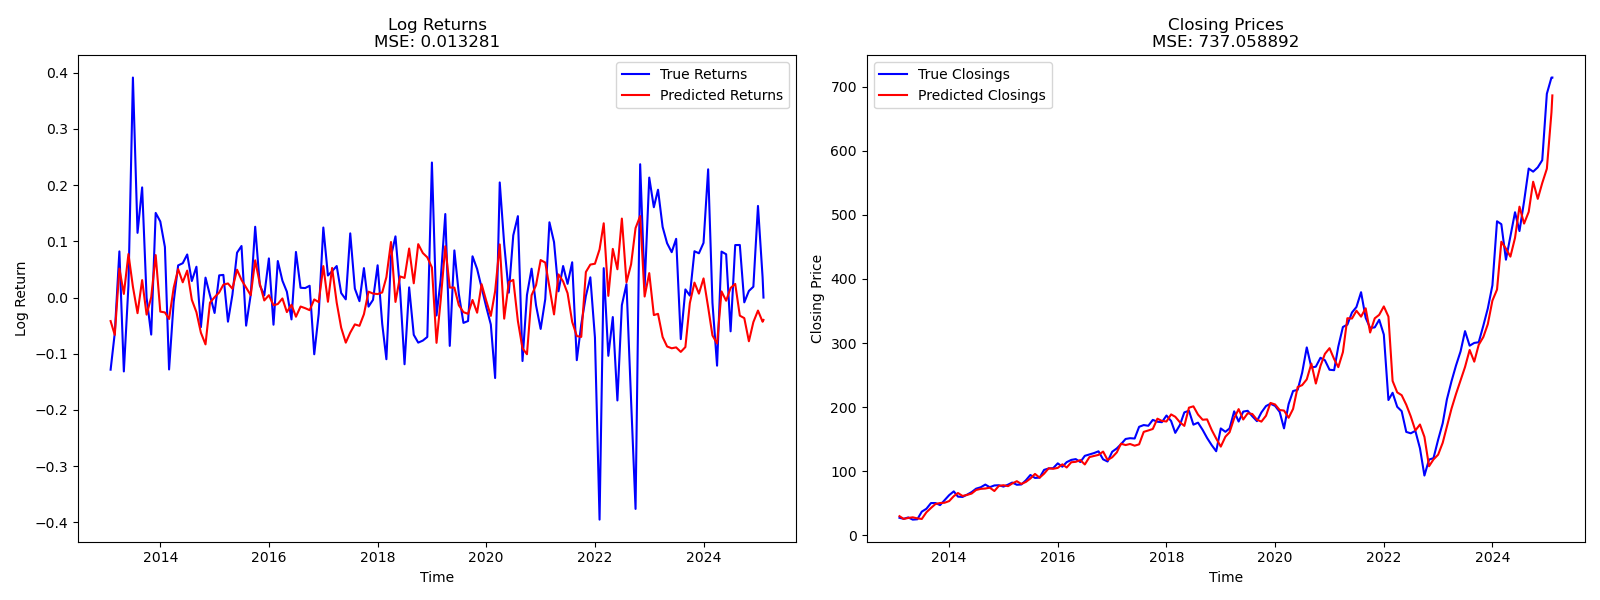 Log Returns
MSE: 0.013281
True Returns
Predicted Returns
0.4
0.3
0.2
0.1
0.0
−0.1
−0.2
−0.3
−0.4
Log Return
2014 2016 2018 2020 2022 2024
Time
Closing Prices
MSE: 737.058892
True Closings
Predicted Closings
700
600
500
400
300
200
100
0
Closing Price
2014 2016 2018 2020 2022 2024
Time